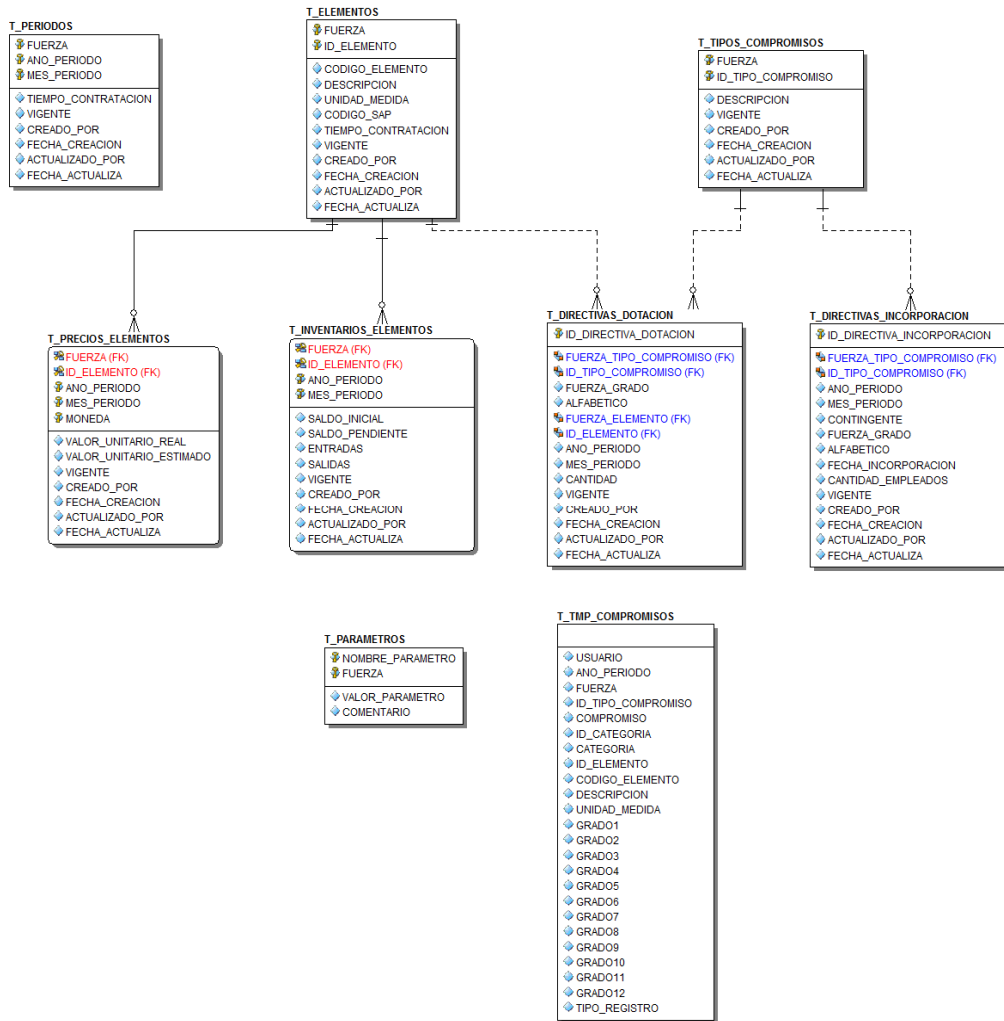 T_PERIODOS
FUERZA
ANO_PERIODO
MES_PERIODO
TIEMPO_CONTRATACION
VIGENTE
CREADO_POR
FECHA_CREACION
ACTUALIZADO_POR
FECHA_ACTUALIZA
T_ELEMENTOS
FUERZA
ID_ELEMENTO
CODIGO_ELEMENTO
DESCRIPCION
UNIDAD_MEDIDA
CODIGO_SAP
TIEMPO_CONTRATACION
VIGENTE
CREADO_POR
FECHA_CREACION
ACTUALIZADO_POR
FECHA_ACTUALIZA
T_TIPOS_COMPROMISOS
FUERZA
ID_TIPO_COMPROMISO
DESCRIPCION
VIGENTE
CREADO_POR
FECHA_CREACION
ACTUALIZADO_POR
FECHA_ACTUALIZA
T_PRECIOS_ELEMENTOS
FUERZA (FK)
ID_ELEMENTO (FK)
ANO_PERIODO
MES_PERIODO
MONEDA
VALOR_UNITARIO_REAL
VALOR_UNITARIO_ESTIMADO
VIGENTE
CREADO_POR
FECHA_CREACION
ACTUALIZADO_POR
FECHA_ACTUALIZA
T_INVENTARIOS_ELEMENTOS
FUERZA (FK)
ID_ELEMENTO (FK)
ANO_PERIODO
MES_PERIODO
SALDO_INICIAL
SALDO_PENDIENTE
ENTRADAS
SALIDAS
VIGENTE
CREADO_POR
FECHA_CREACION
ACTUALIZADO_POR
FECHA_ACTUALIZA
T_DIRECTIVAS_DOTACION
ID_DIRECTIVA_DOTACION
FUERZA_TIPO_COMPROMISO (FK)
ID_TIPO_COMPROMISO (FK)
FUERZA_GRADO
ALFABETICO
FUERZA_ELEMENTO (FK)
ID_ELEMENTO (FK)
ANO_PERIODO
MES_PERIODO
CANTIDAD
VIGENTE
CREADO_POR
FECHA_CREACION
ACTUALIZADO_POR
FECHA_ACTUALIZA
T_DIRECTIVAS_INCORPORACION
ID_DIRECTIVA_INCORPORACION
FUERZA_TIPO_COMPROMISO (FK)
ID_TIPO_COMPROMISO (FK)
ANO_PERIODO
MES_PERIODO
CONTINGENTE
FUERZA_GRADO
ALFABETICO
FECHA_INCORPORACION
CANTIDAD_EMPLEADOS
VIGENTE
CREADO_POR
FECHA_CREACION
ACTUALIZADO_POR
FECHA_ACTUALIZA
T_PARAMETROS
NOMBRE_PARAMETRO
FUERZA
VALOR_PARAMETRO
COMENTARIO
T_TMP_COMPROMISOS
USUARIO
ANO_PERIODO
FUERZA
ID_TIPO_COMPROMISO
COMPROMISO
ID_CATEGORIA
CATEGORIA
ID_ELEMENTO
CODIGO_ELEMENTO
DESCRIPCION
UNIDAD_MEDIDA
GRADO1
GRADO2
GRADO3
GRADO4
GRADO5
GRADO6
GRADO7
GRADO8
GRADO9
GRADO10
GRADO11
GRADO12
TIPO_REGISTRO